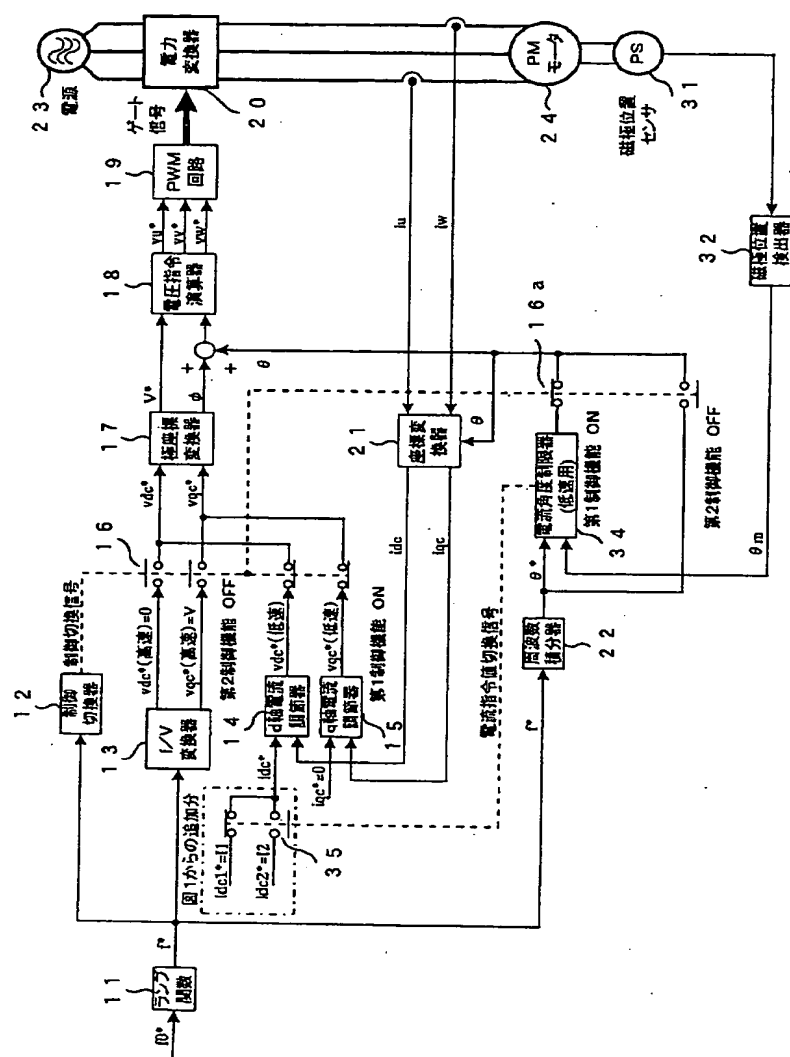 f0*
11
ランプ
関数
f*
12
制御
切換器
制御切換信号
13
f/V
変換器
vdc*(高速)=0
vqc*(高速)=V
第2制御機能 OFF
図1からの追加分
Idc1*=I1
Idc2*=I2
35
Idc*
iqc*=0
14
d軸電流
調節器
15
q軸電流
調節器
vdc*(低速)
vqc*(低速)
第1制御機能 ON
16
vdc*
vqc*
17
極座標
変換器
V*
φ
+
+
θ
18
電圧指令
演算器
vu*
vv*
vw*
19
PWM
回路
ゲート
信号
20
電力
変換器
23
電源
iu
iw
21
座標変
換器
θ
idc
iqc
電流指令値切換信号
f*
22
周波数
積分器
θ*
34
電流角度制限器
(低速用)
第1制御機能 ON
16a
第2制御機能 OFF
θm
24
PM
モータ
PS
31
磁極位置
センサ
32
磁極位置
検出器